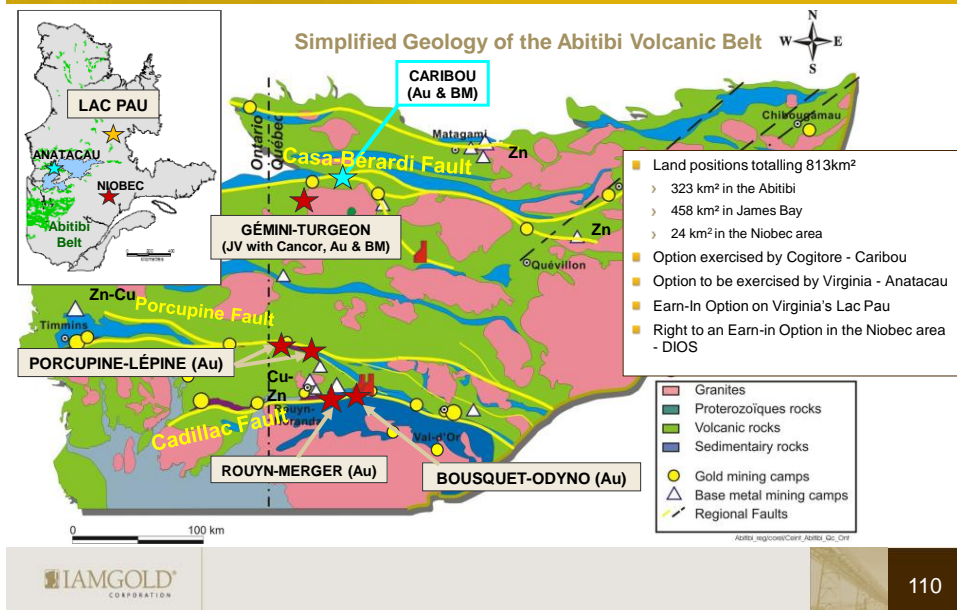 Simplified Geology of the Abitibi Volcanic Belt
N
W
E
S
LAC PAU
ANATACAU
NIOBEC
Abitibi
Belt
CARIBOU
(Au & BM)
Ontario
Québec
Matagami
Chibougamau
Zn
Casa-Bérardi Fault
GÉMINI-TURGEON
(JV with Cancor, Au & BM)
Zn
Quévillon
Land positions totalling 813km²
323 km² in the Abitibi
458 km² in James Bay
24 km² in the Niobec area
Option exercised by Cogitore - Caribou
Option to be exercised by Virginia - Anatacau
Earn-In Option on Virginia's Lac Pau
Right to an Earn-in Option in the Niobec area
- DIOS
Zn-Cu
Porcupine Fault
Timmins
PORCUPINE-LÉPINE (Au)
Cu-
Zn
Rouyn-
Cadillac Fault
Val-d'Or
ROUYN-MERGER (Au)
BOUSQUET-ODYNO (Au)
Granites
Proterozoïques rocks
Volcanic rocks
Sedimentairy rocks
Gold mining camps
Base metal mining camps
Regional Faults
Abitibi_reg/corel/Ceint_Abitibi_Qc_Ont
0
100 km
IAMGOLD®
CORPORATION
110